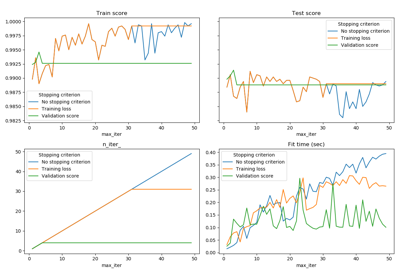 Train score
1.0000
0.9975
0.9950
0.9925
0.9900
0.9875
0.9850
0.9825
Stopping criterion
No stopping criterion
Training loss
Validation score
0 10 20 30 40 50
max_iter
Test score
Stopping criterion
No stopping criterion
Training loss
Validation score
0 10 20 30 40 50
max_iter
n_iter_
50
40
30
20
10
0
Stopping criterion
No stopping criterion
Training loss
Validation score
0 10 20 30 40 50
max_iter
Fit time (sec)
0.40
0.35
0.30
0.25
0.20
0.15
0.10
0.05
0.00
Stopping criterion
No stopping criterion
Training loss
Validation score
0 10 20 30 40 50
max_iter